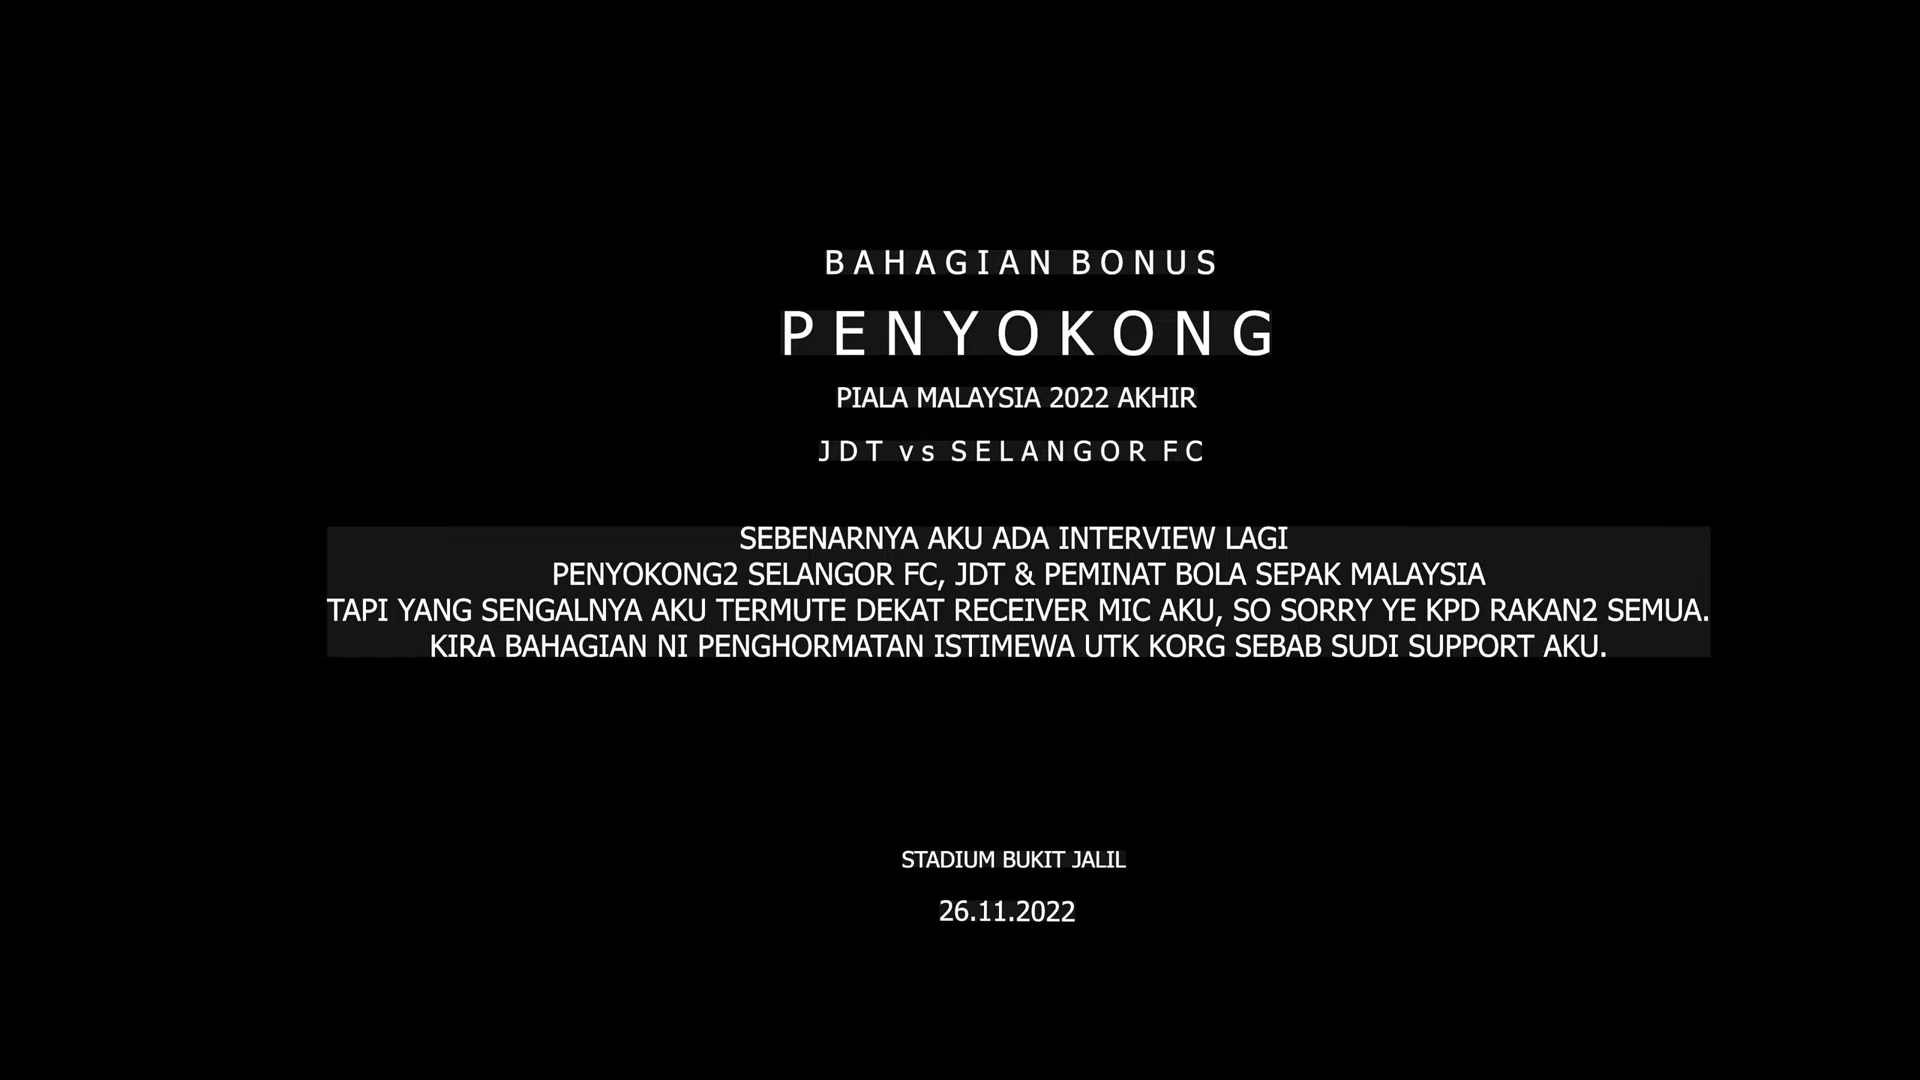 BAHAGIAN BONUS
PENYOKONG
PIALA MALAYSIA 2022 AKHIR
JDT vs SELANGOR FC
SEBENARNYA AKU ADA INTERVIEW LAGI
PENYOKONG2 SELANGOR FC, JDT & PEMINAT BOLA SEPAK MALAYSIA
TAPI YANG SENGALNYA AKU TERMUTE DEKAT RECEIVER MIC AKU, SO SORRY YE KPD RAKAN2 SEMUA.
KIRA BAHAGIAN NI PENGHORMATAN ISTIMEWA UTK KORG SEBAB SUDI SUPPORT AKU.
STADIUM BUKIT JALIL
26.11.2022